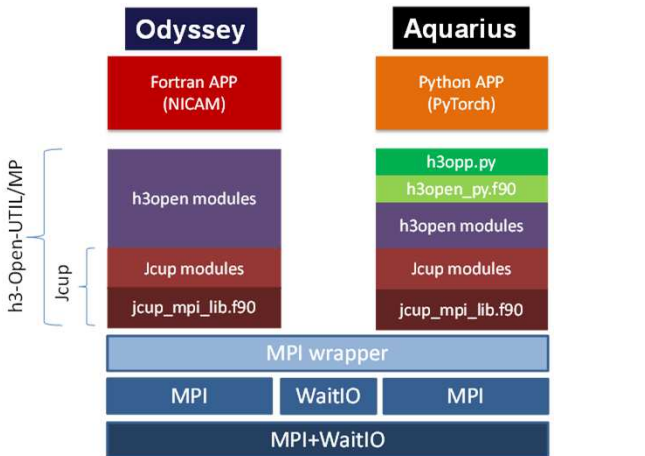 Odyssey
Aquarius
Fortran APP
(NICAM)
Python APP
(PyTorch)
h3-Open-UTIL/MP
Jcup
h3open modules
Jcup modules
jcup_mpi_lib.f90
h3opp.py
h3open_py.f90
h3open modules
Jcup modules
jcup_mpi_lib.f90
MPI wrapper
MPI
WaitIO
MPI
MPI+WaitIO